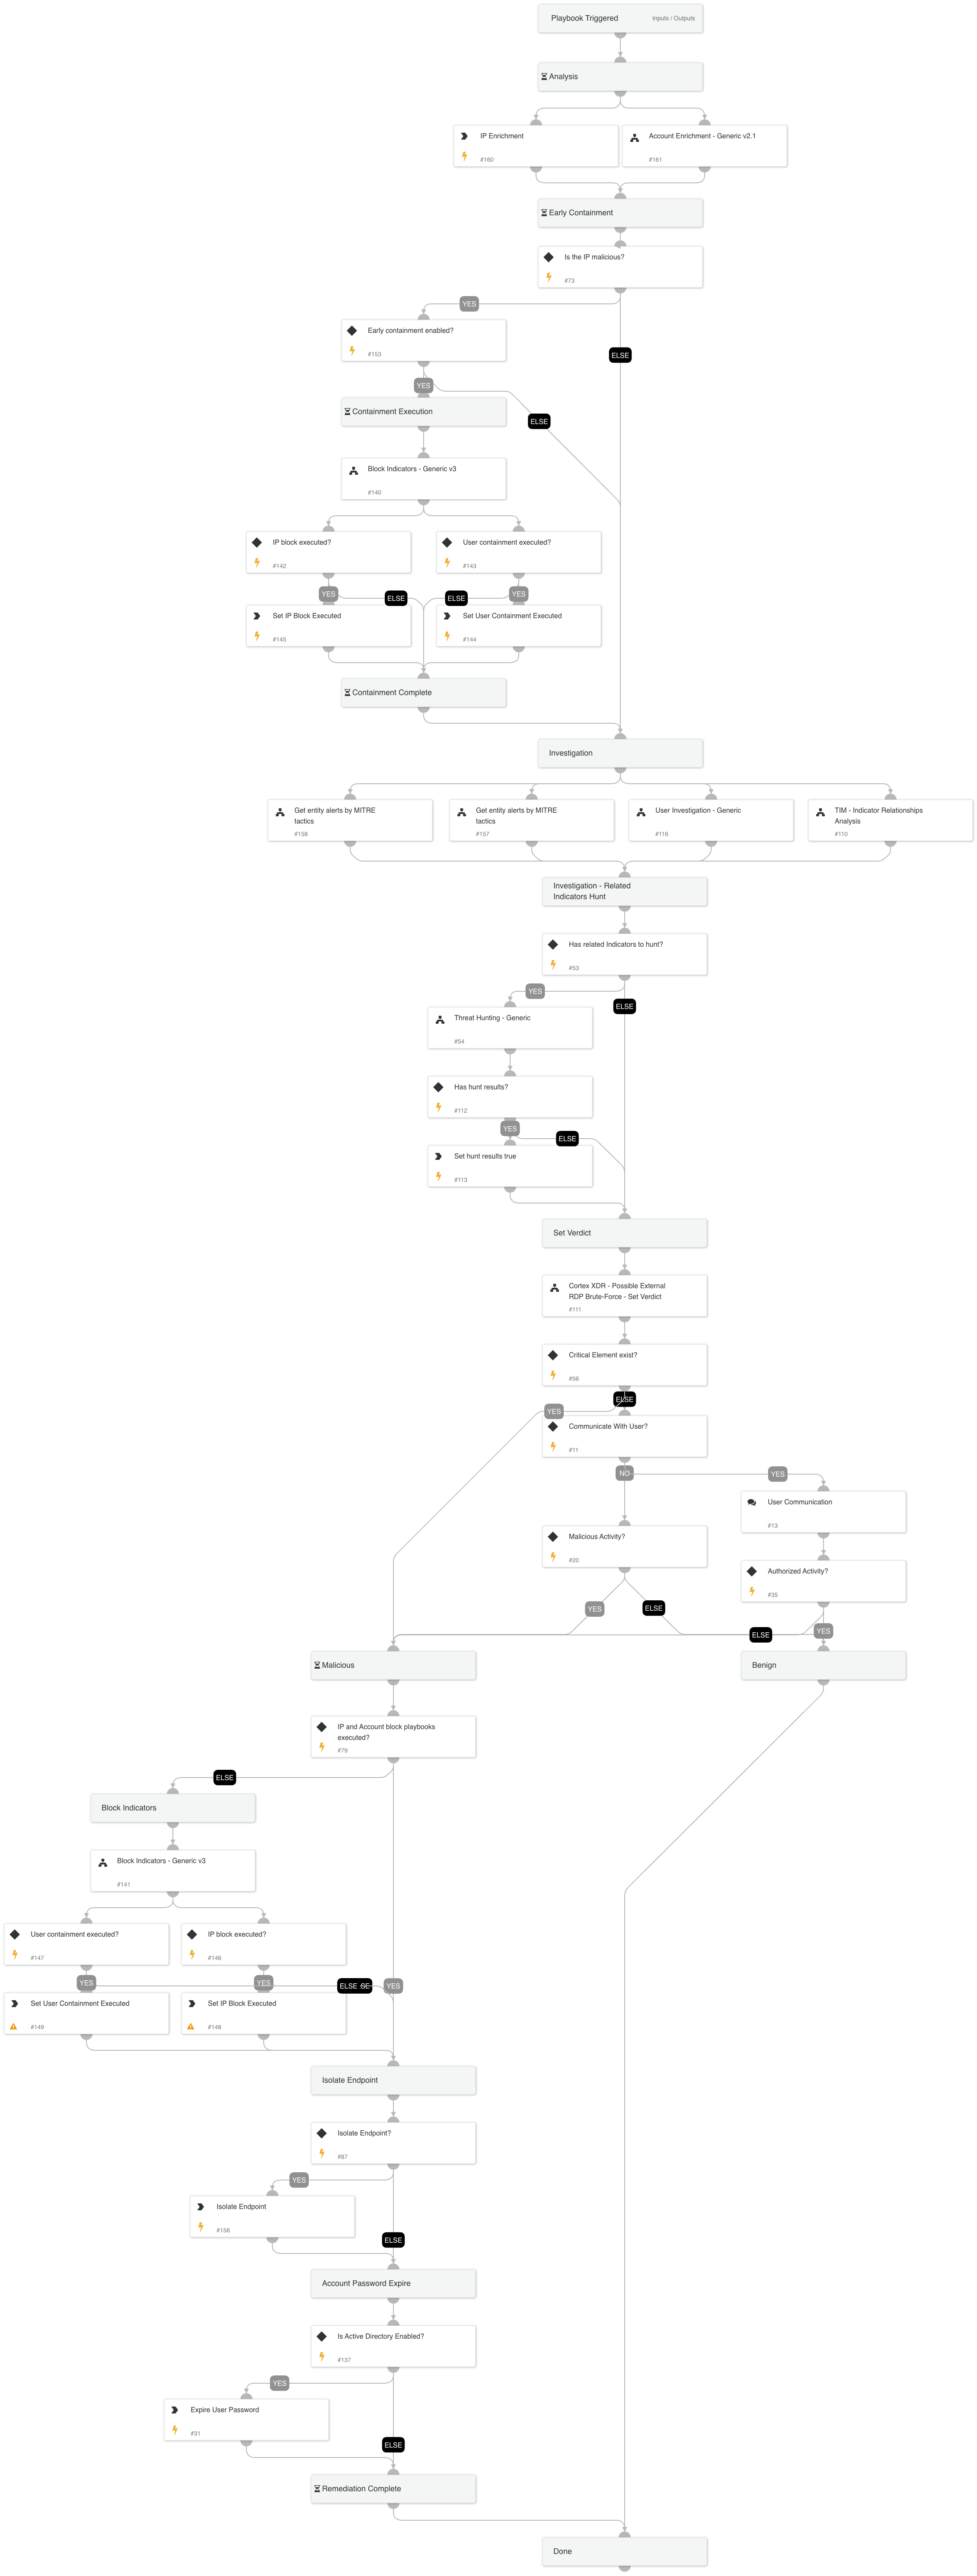 Playbook Triggered
Inputs / Outputs
Analysis
IP Enrichment
#160
Account Enrichment - Generic v2.1
#161
Early Containment
Is the IP malicious?
#73
YES
Early containment enabled?
#153
ELSE
YES
Containment Execution
ELSE
Block Indicators - Generic v3
#140
IP block executed?
#142
User containment executed?
#143
YES
ELSE
ELSE
YES
Set IP Block Executed
#145
Set User Containment Executed
#144
Containment Complete
Investigation
Get entity alerts by MITRE
tactics
#158
Get entity alerts by MITRE
tactics
#157
User Investigation - Generic
#116
TIM - Indicator Relationships
Analysis
#110
Investigation - Related
Indicators Hunt
Has related Indicators to hunt?
#53
YES
ELSE
Threat Hunting - Generic
#54
Has hunt results?
#112
YES
ELSE
Set hunt results true
#113
Set Verdict
Cortex XDR - Possible External
RDP Brute-Force - Set Verdict
#111
Critical Element exist?
#56
ELSE
YES
Communicate With User?
#11
NO
YES
User Communication
#13
Malicious Activity?
#20
Authorized Activity?
#35
YES
ELSE
ELSE
YES
Malicious
Benign
IP and Account block playbooks
executed?
#79
ELSE
Block Indicators
Block Indicators - Generic v3
#141
User containment executed?
#147
IP block executed?
#146
YES
YES
ELSE
YES
Set User Containment Executed
#149
Set IP Block Executed
#148
Isolate Endpoint
Isolate Endpoint?
#87
YES
Isolate Endpoint
#156
ELSE
Account Password Expire
Is Active Directory Enabled?
#137
YES
Expire User Password
#31
ELSE
Remediation Complete
Done